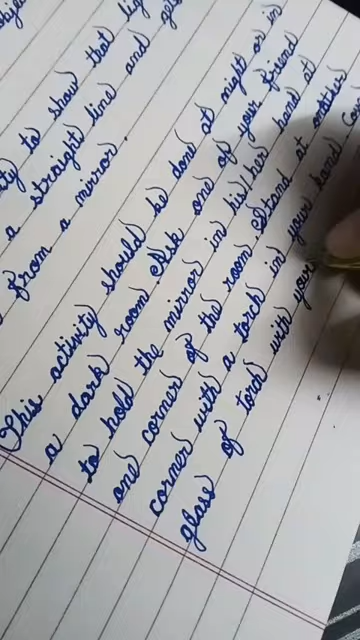 to show that lig
a straight line and get
from a mirror.
This activity should be done at night or in
a dark room. Ask one of your friend
to hold the mirror in his/her hand at
one corner of the room. Stand at another
corner with a torch in your hand. Co
glass of torch with your